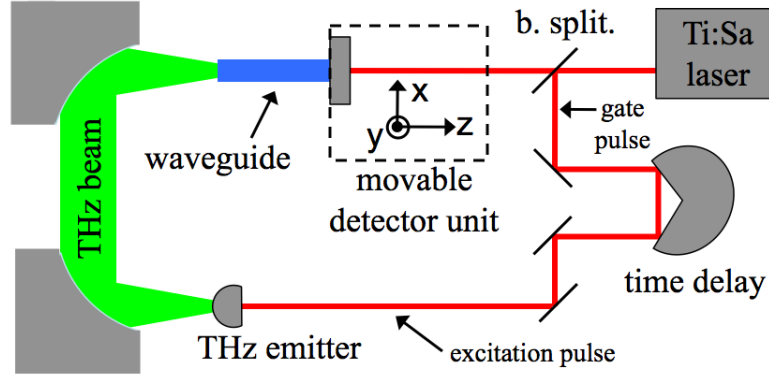 b. split.
Ti:Sa
laser
x
y
z
gate
pulse
waveguide
movable
detector unit
THz beam
time delay
THz emitter
excitation pulse